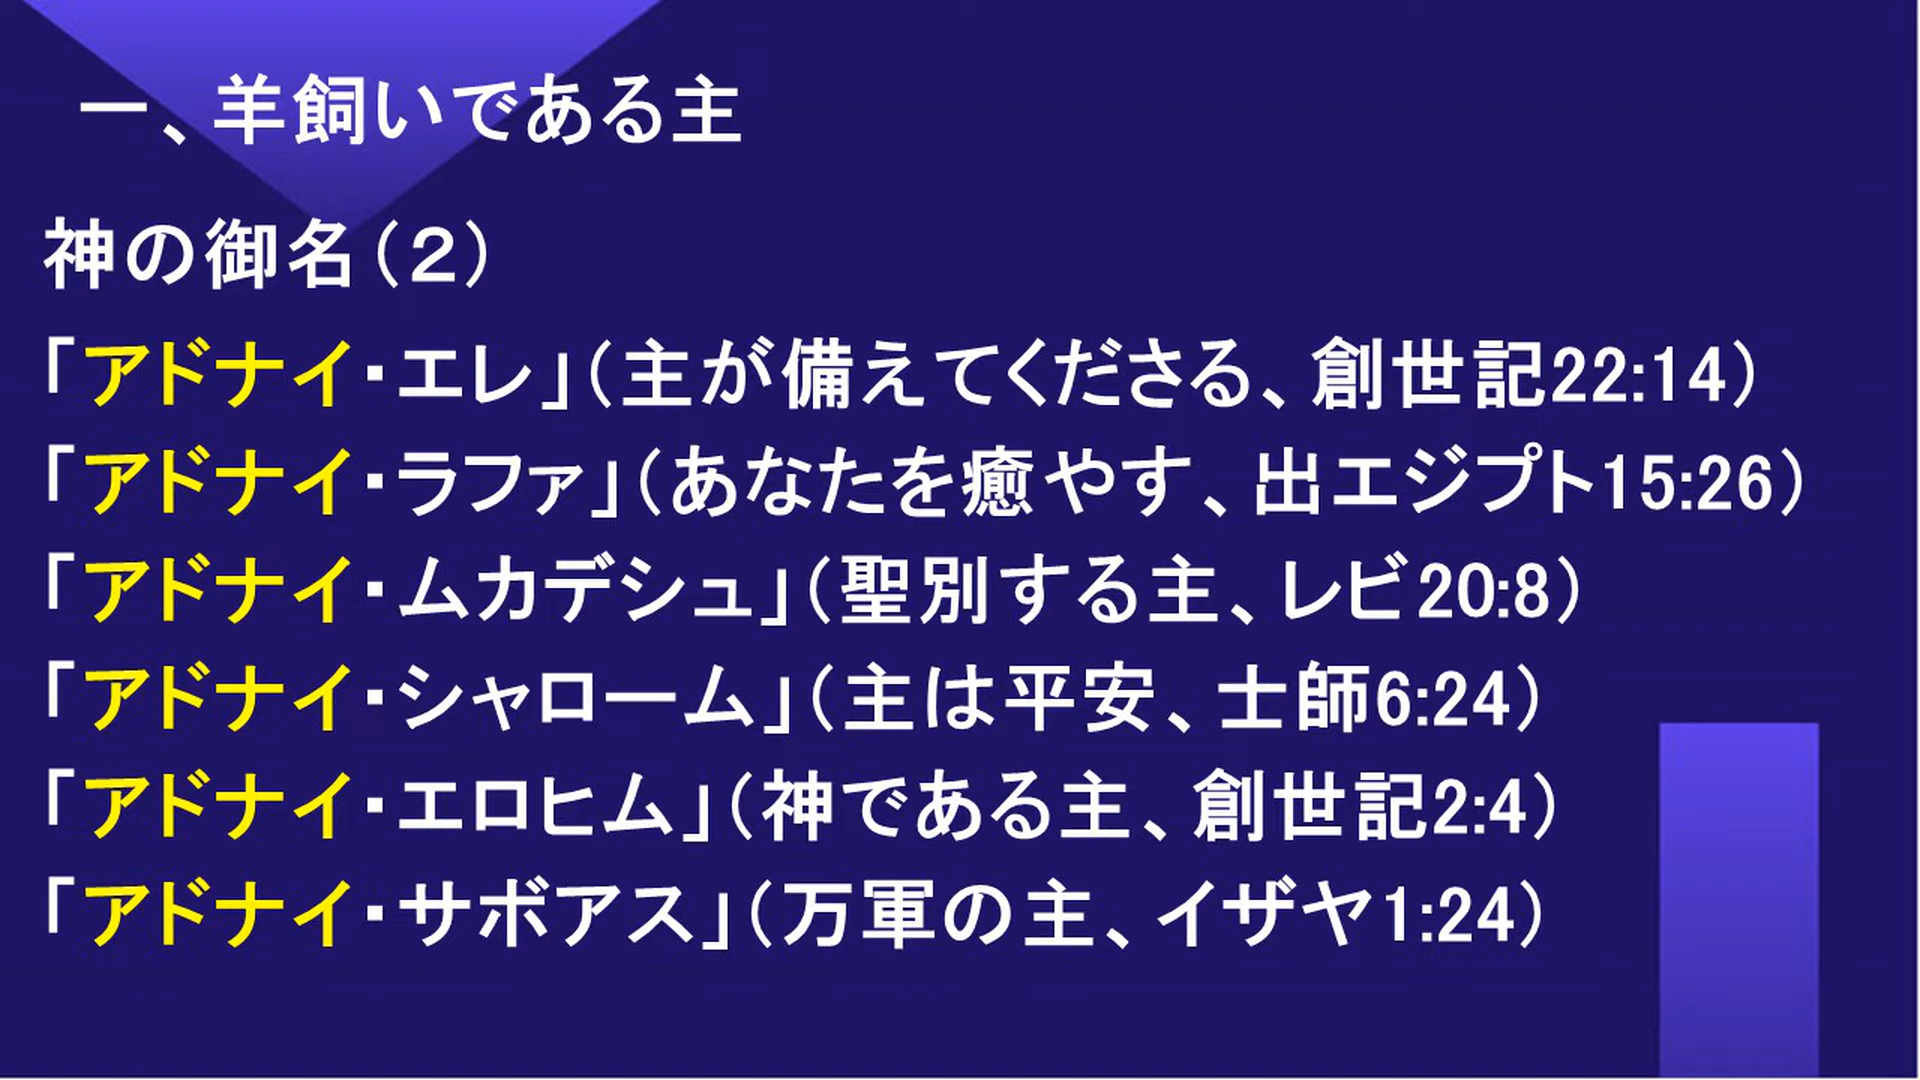 一、羊飼いである主
神の御名（２）
「アドナイ・エレ」（主が備えてくださる、創世記22:14）
「アドナイ・ラファ」（あなたを癒やす、出エジプト15:26）
「アドナイ・ムカデシュ」（聖別する主、レビ20:8）
「アドナイ・シャローム」（主は平安、士師6:24）
「アドナイ・エロヒム」（神である主、創世記2:4）
「アドナイ・サボアス」（万軍の主、イザヤ1:24）